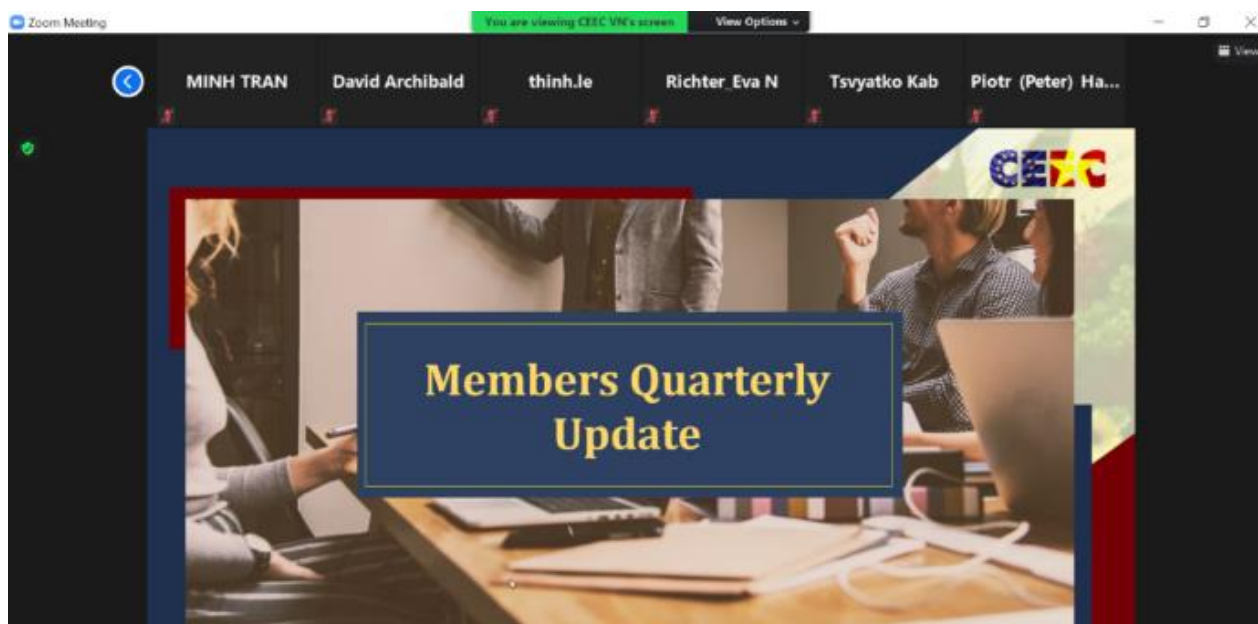 Zoom Meeting
You are viewing CEEC VN's screen
View Options
View
MINH TRAN
David Archibald
thinh.le
Richter_Eva N
Tsvyatko Kab
Piotr (Peter) Ha...
CEEC
Members Quarterly
Update